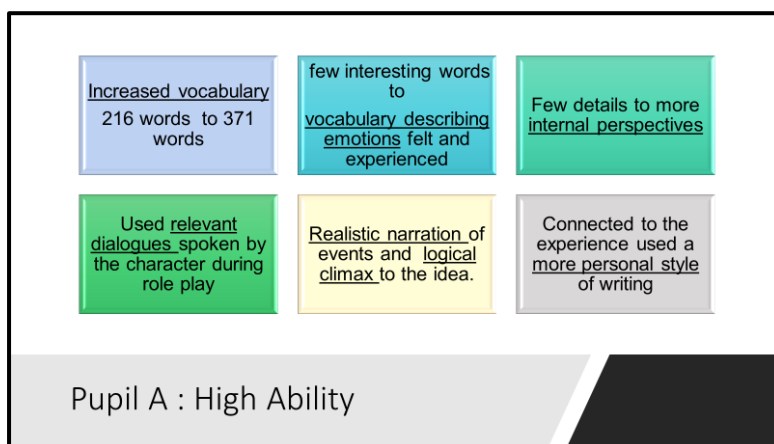 Increased vocabulary
216 words to 371
words
few interesting words
to
vocabulary describing
emotions felt and
experienced
Few details to more
internal perspectives
Used relevant
dialogues spoken by
the character during
role play
Realistic narration of
events and logical
climax to the idea.
Connected to the
experience used a
more personal style
of writing
Pupil A : High Ability